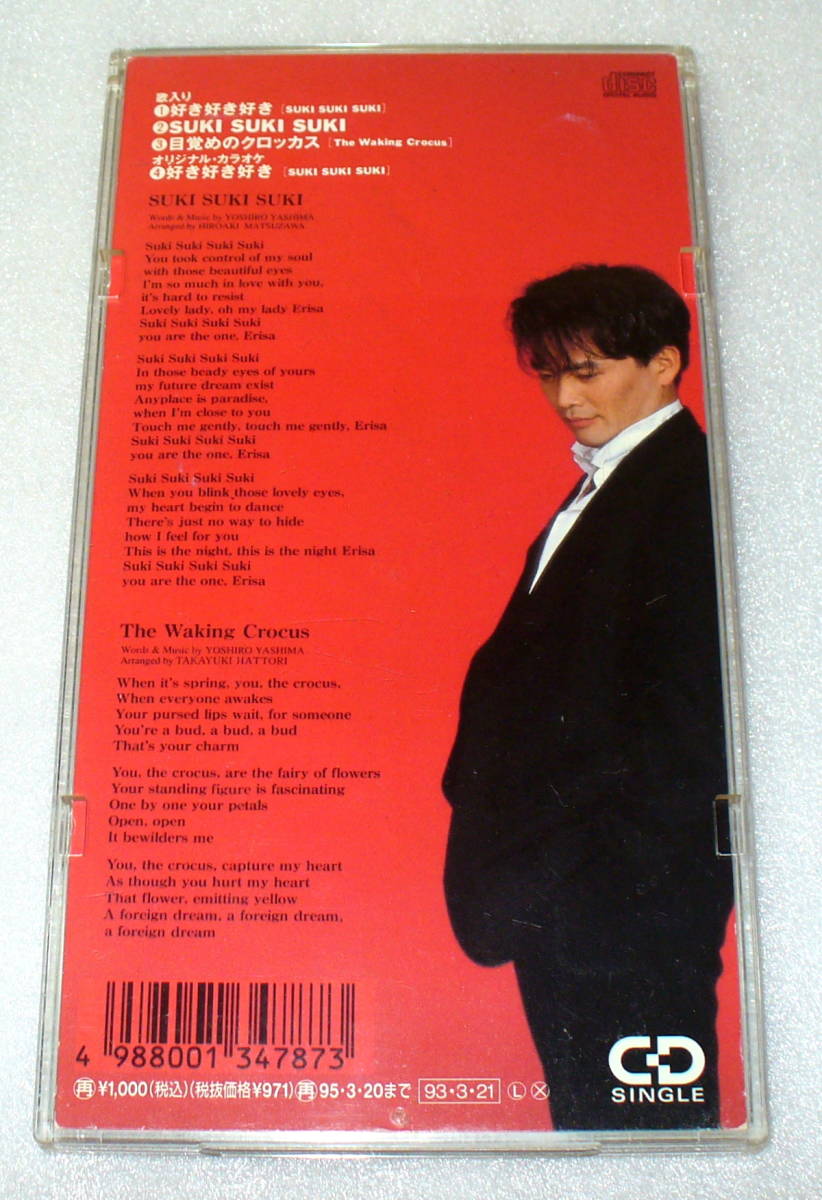 COMPACT
disc
DIGITAL AUDIO
歌入り
①好き好き好き [SUKI SUKI SUKI]
②SUKI SUKI SUKI
③目覚めのクロッカス [The Waking Crocus]
オリジナル・カラオケ
④好き好き好き [SUKI SUKI SUKI]
SUKI SUKI SUKI
Words & Music by YOSHIRO YASHIMA
Arranged by HIROAKI MATSUZAWA
Suki Suki Suki Suki
You took control of my soul
with those beautiful eyes
I'm so much in love with you,
it's hard to resist
Lovely lady, oh my lady Erisa
Suki Suki Suki Suki
you are the one, Erisa
Suki Suki Suki Suki
In those beady eyes of yours
my future dream exist
Anyplace is paradise,
when I'm close to you
Touch me gently, touch me gently, Erisa
Suki Suki Suki Suki
you are the one, Erisa
Suki Suki Suki Suki
When you blink those lovely eyes,
my heart begin to dance
There's just no way to hide
how I feel for you
This is the night, this is the night Erisa
Suki Suki Suki Suki
you are the one, Erisa
The Waking Crocus
Words & Music by YOSHIRO YASHIMA
Arranged by TAKAYUKI HATTORI
When it's spring, you, the crocus,
When everyone awakes
Your pursed lips wait, for someone
You're a bud, a bud, a bud
That's your charm
You, the crocus, are the fairy of flowers
Your standing figure is fascinating
One by one your petals
Open, open
It bewilders me
You, the crocus, capture my heart
As though you hurt my heart
That flower, emitting yellow
A foreign dream, a foreign dream,
a foreign dream
4 988001 347873
CD
SINGLE
再¥1,000(税込)(税抜価格¥971)再95・3・20まで 93・3・21 Ⓛ Ⓧ